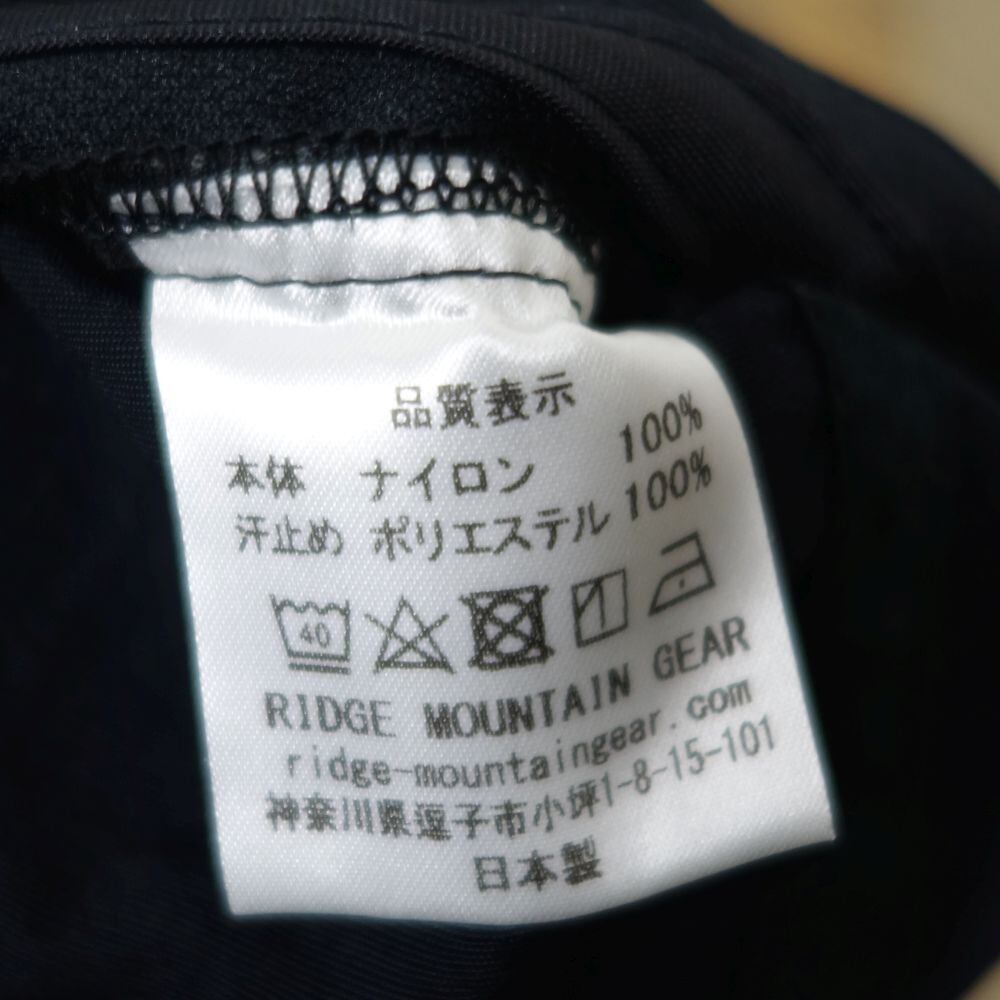 品質表示
本体 ナイロン 100%
汗止め ポリエステル 100%
40
RIDGE MOUNTAIN GEAR
ridge-mountaingear.com
神奈川県逗子市小坪1-8-15-101
日本製